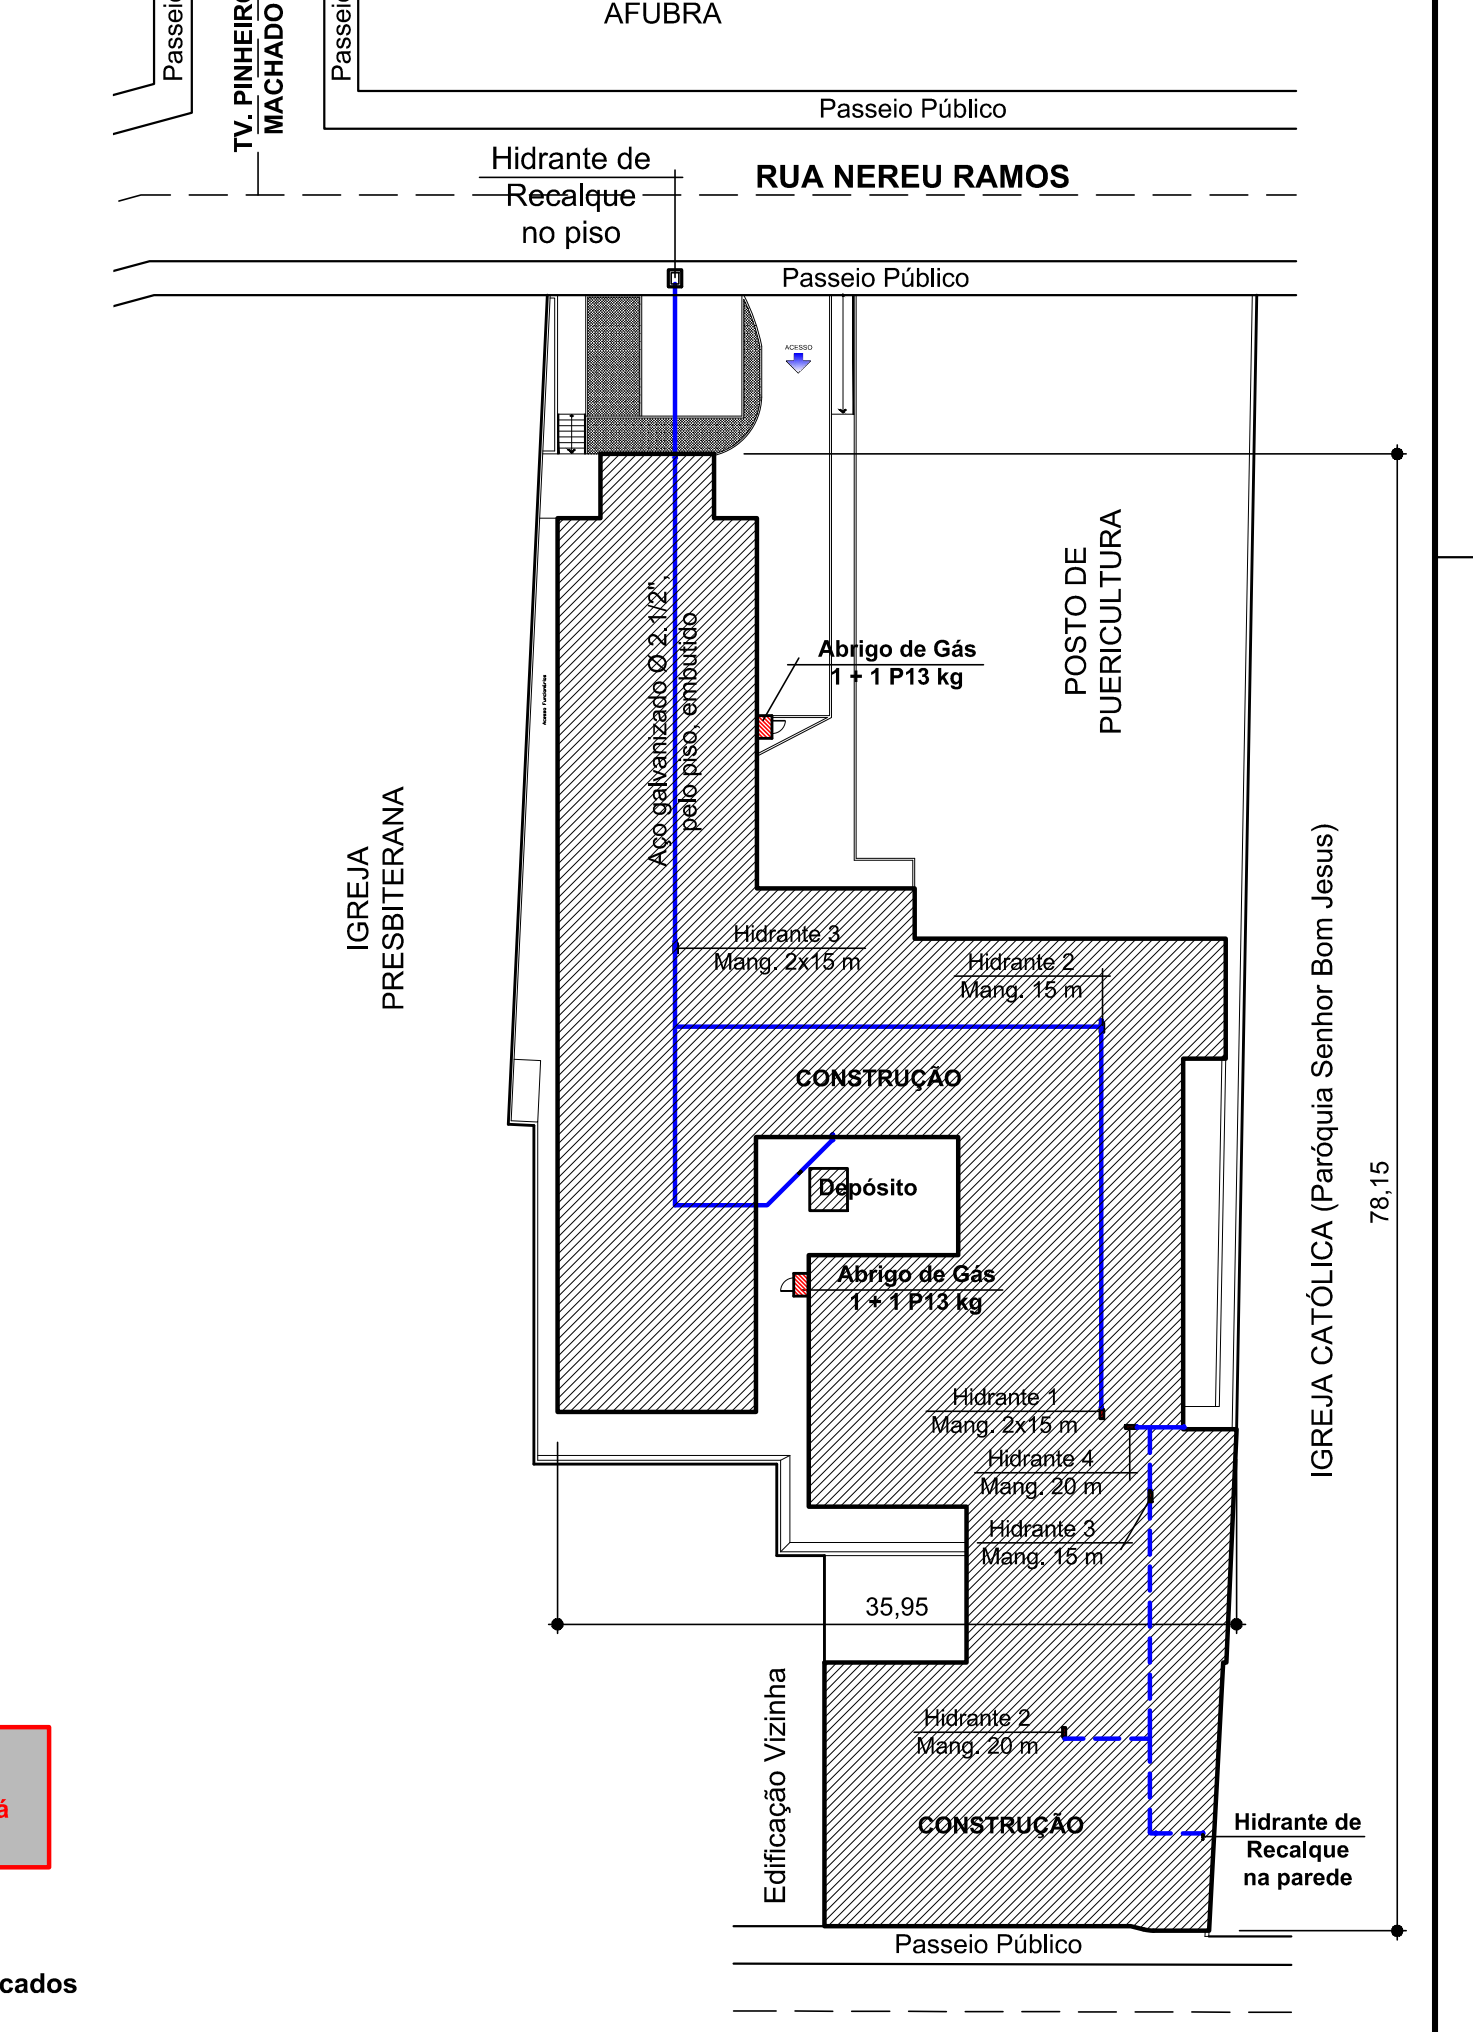 AFUBRA
Passeio
TV. PINHEIRO
MACHADO
Passeio
Passeio Público
Hidrante de
Recalque
no piso
RUA NEREU RAMOS
Passeio Público
ACESSO
POSTO DE
PUERICULTURA
Aço galvanizado Ø 2.1/2",
pelo piso, embutido
Abrigo de Gás
1 + 1 P13 kg
Acesso Funcionários
IGREJA
PRESBITERANA
Hidrante 3
Mang. 2x15 m
Hidrante 2
Mang. 15 m
CONSTRUÇÃO
IGREJA CATÓLICA (Paróquia Senhor Bom Jesus)
78,15
Depósito
Abrigo de Gás
1 + 1 P13 kg
Hidrante 1
Mang. 2x15 m
Hidrante 4
Mang. 20 m
Hidrante 3
Mang. 15 m
35,95
Edificação Vizinha
Hidrante 2
Mang. 20 m
á
CONSTRUÇÃO
Hidrante de
Recalque
na parede
Passeio Público
cados